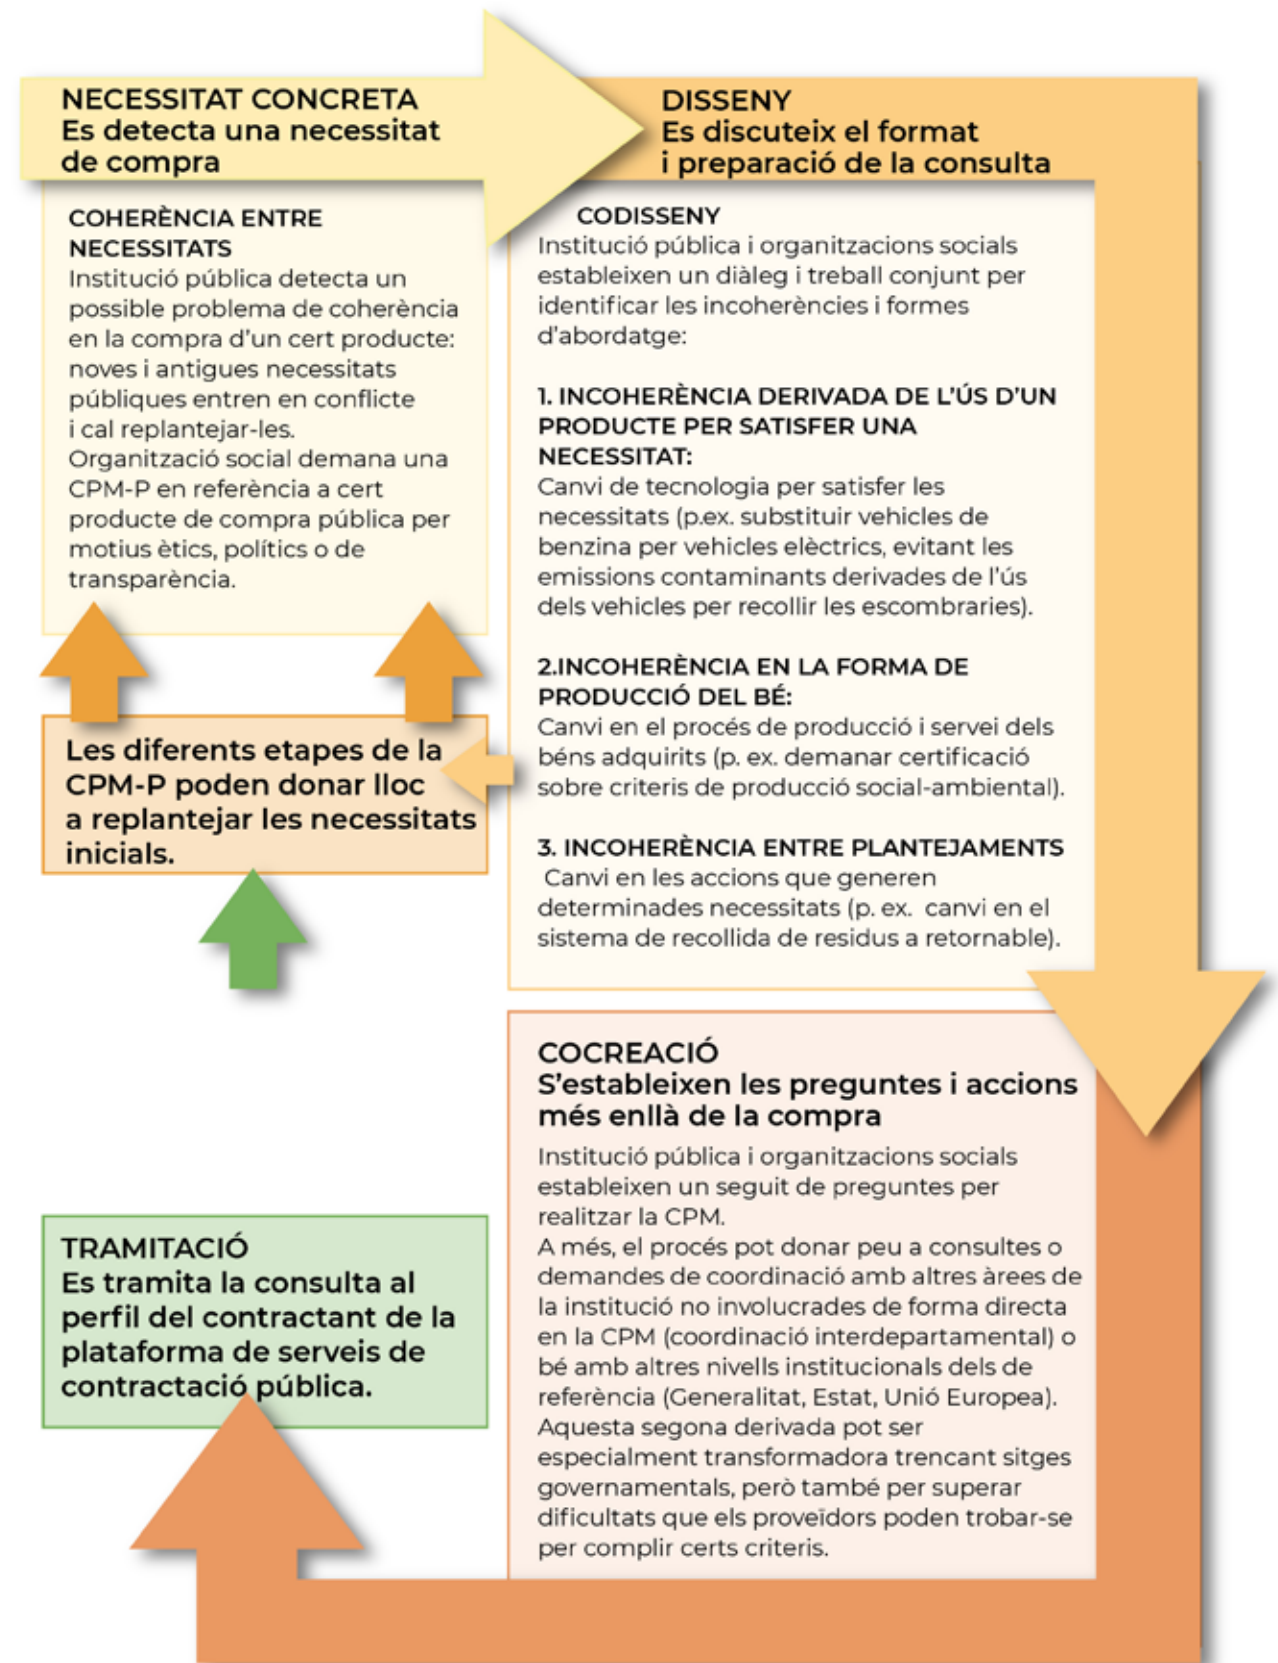 NECESSITAT CONCRETA
Es detecta una necessitat
de compra
COHERÈNCIA ENTRE
NECESSITATS
Institució pública detecta un
possible problema de coherència
en la compra d'un cert producte:
noves i antigues necessitats
públiques entren en conflicte
i cal replantejar-les.
Organització social demana una
CPM-P en referència a cert
producte de compra pública per
motius ètics, polítics o de
transparència.
DISSENY
Es discuteix el format
i preparació de la consulta
CODISSENY
Institució pública i organitzacions socials
estableixen un diàleg i treball conjunt per
identificar les incoherències i formes
d'abordatge:
1. INCOHERÈNCIA DERIVADA DE L'ÚS D'UN
PRODUCTE PER SATISFER UNA
NECESSITAT:
Canvi de tecnologia per satisfer les
necessitats (p.ex. substituir vehicles de
benzina per vehicles elèctrics, evitant les
emissions contaminants derivades de l'ús
dels vehicles per recollir les escombraries).
2.INCOHERÈNCIA EN LA FORMA DE
PRODUCCIÓ DEL BÉ:
Canvi en el procés de producció i servei dels
béns adquirits (p. ex. demanar certificació
sobre criteris de producció social-ambiental).
3. INCOHERÈNCIA ENTRE PLANTEJAMENTS
Canvi en les accions que generen
determinades necessitats (p. ex. canvi en el
sistema de recollida de residus a retornable).
Les diferents etapes de la
CPM-P poden donar lloc
a replantejar les necessitats
inicials.
COCREACIÓ
S'estableixen les preguntes i accions
més enllà de la compra
Institució pública i organitzacions socials
estableixen un seguit de preguntes per
realitzar la CPM.
A més, el procés pot donar peu a consultes o
demandes de coordinació amb altres àrees de
la institució no involucrades de forma directa
en la CPM (coordinació interdepartamental) o
bé amb altres nivells institucionals dels de
referència (Generalitat, Estat, Unió Europea).
Aquesta segona derivada pot ser
especialment transformadora trencant sitges
governamentals, però també per superar
dificultats que els proveïdors poden trobar-se
per complir certs criteris.
TRAMITACIÓ
Es tramita la consulta al
perfil del contractant de la
plataforma de serveis de
contractació pública.